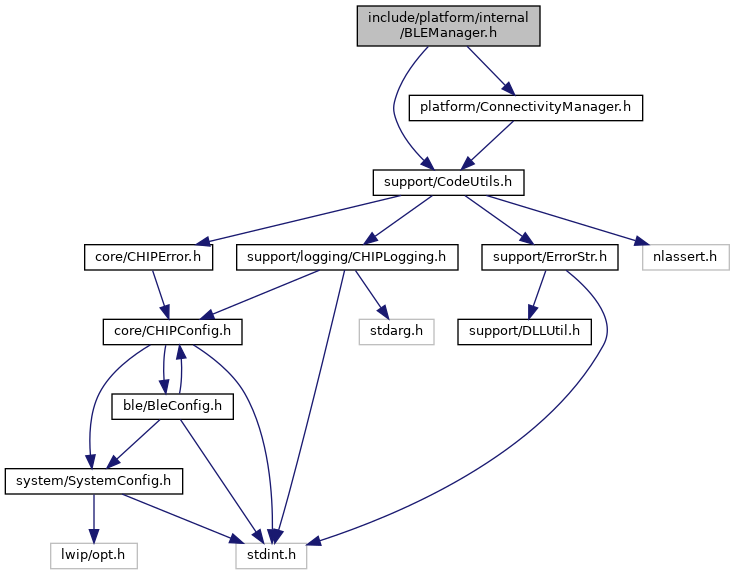 include/platform/internal
/BLEManager.h
platform/ConnectivityManager.h
support/CodeUtils.h
core/CHIPError.h
support/logging/CHIPLogging.h
support/ErrorStr.h
nlassert.h
core/CHIPConfig.h
stdarg.h
support/DLLUtil.h
ble/BleConfig.h
system/SystemConfig.h
lwip/opt.h
stdint.h